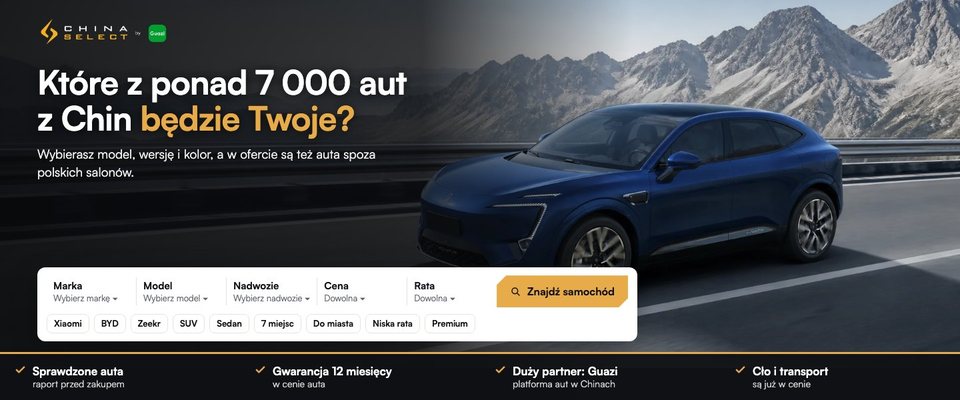 CHINA
SELECT
by
Guazi
Które z ponad 7 000 aut
z Chin będzie Twoje?
Wybierasz model, wersję i kolor, a w ofercie są też auta spoza
polskich salonów.
Marka
Wybierz markę
Model
Wybierz model
Nadwozie
Wybierz nadwozie
Cena
Dowolna
Rata
Dowolna
Znajdź samochód
Xiaomi
BYD
Zeekr
SUV
Sedan
7 miejsc
Do miasta
Niska rata
Premium
Sprawdzone auta
raport przed zakupem
Gwarancja 12 miesięcy
w cenie auta
Duży partner: Guazi
platforma aut w Chinach
Cło i transport
są już w cenie